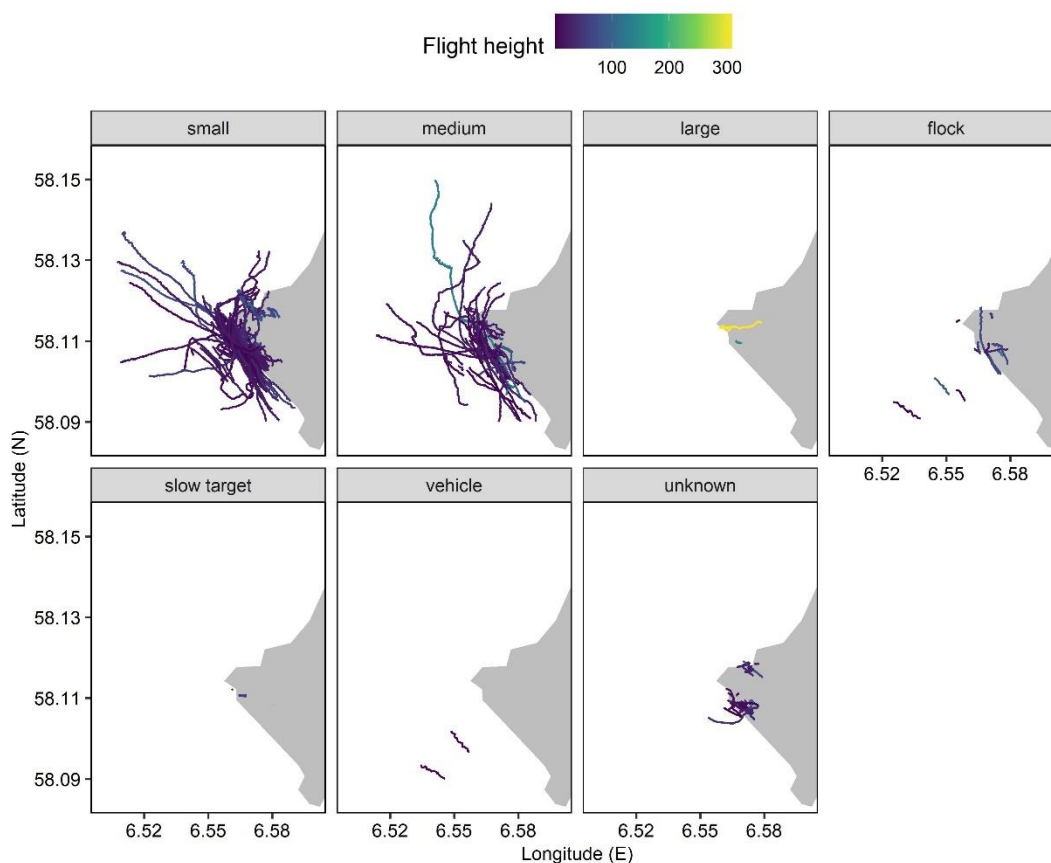 Flight height
100 200 300
small medium large flock
58.15
58.13
58.11
58.09
6.52 6.55 6.58
slow target vehicle unknown
58.15
58.13
58.11
58.09
6.52 6.55 6.58 6.52 6.55 6.58 6.52 6.55 6.58
Latitude (N)
Longitude (E)